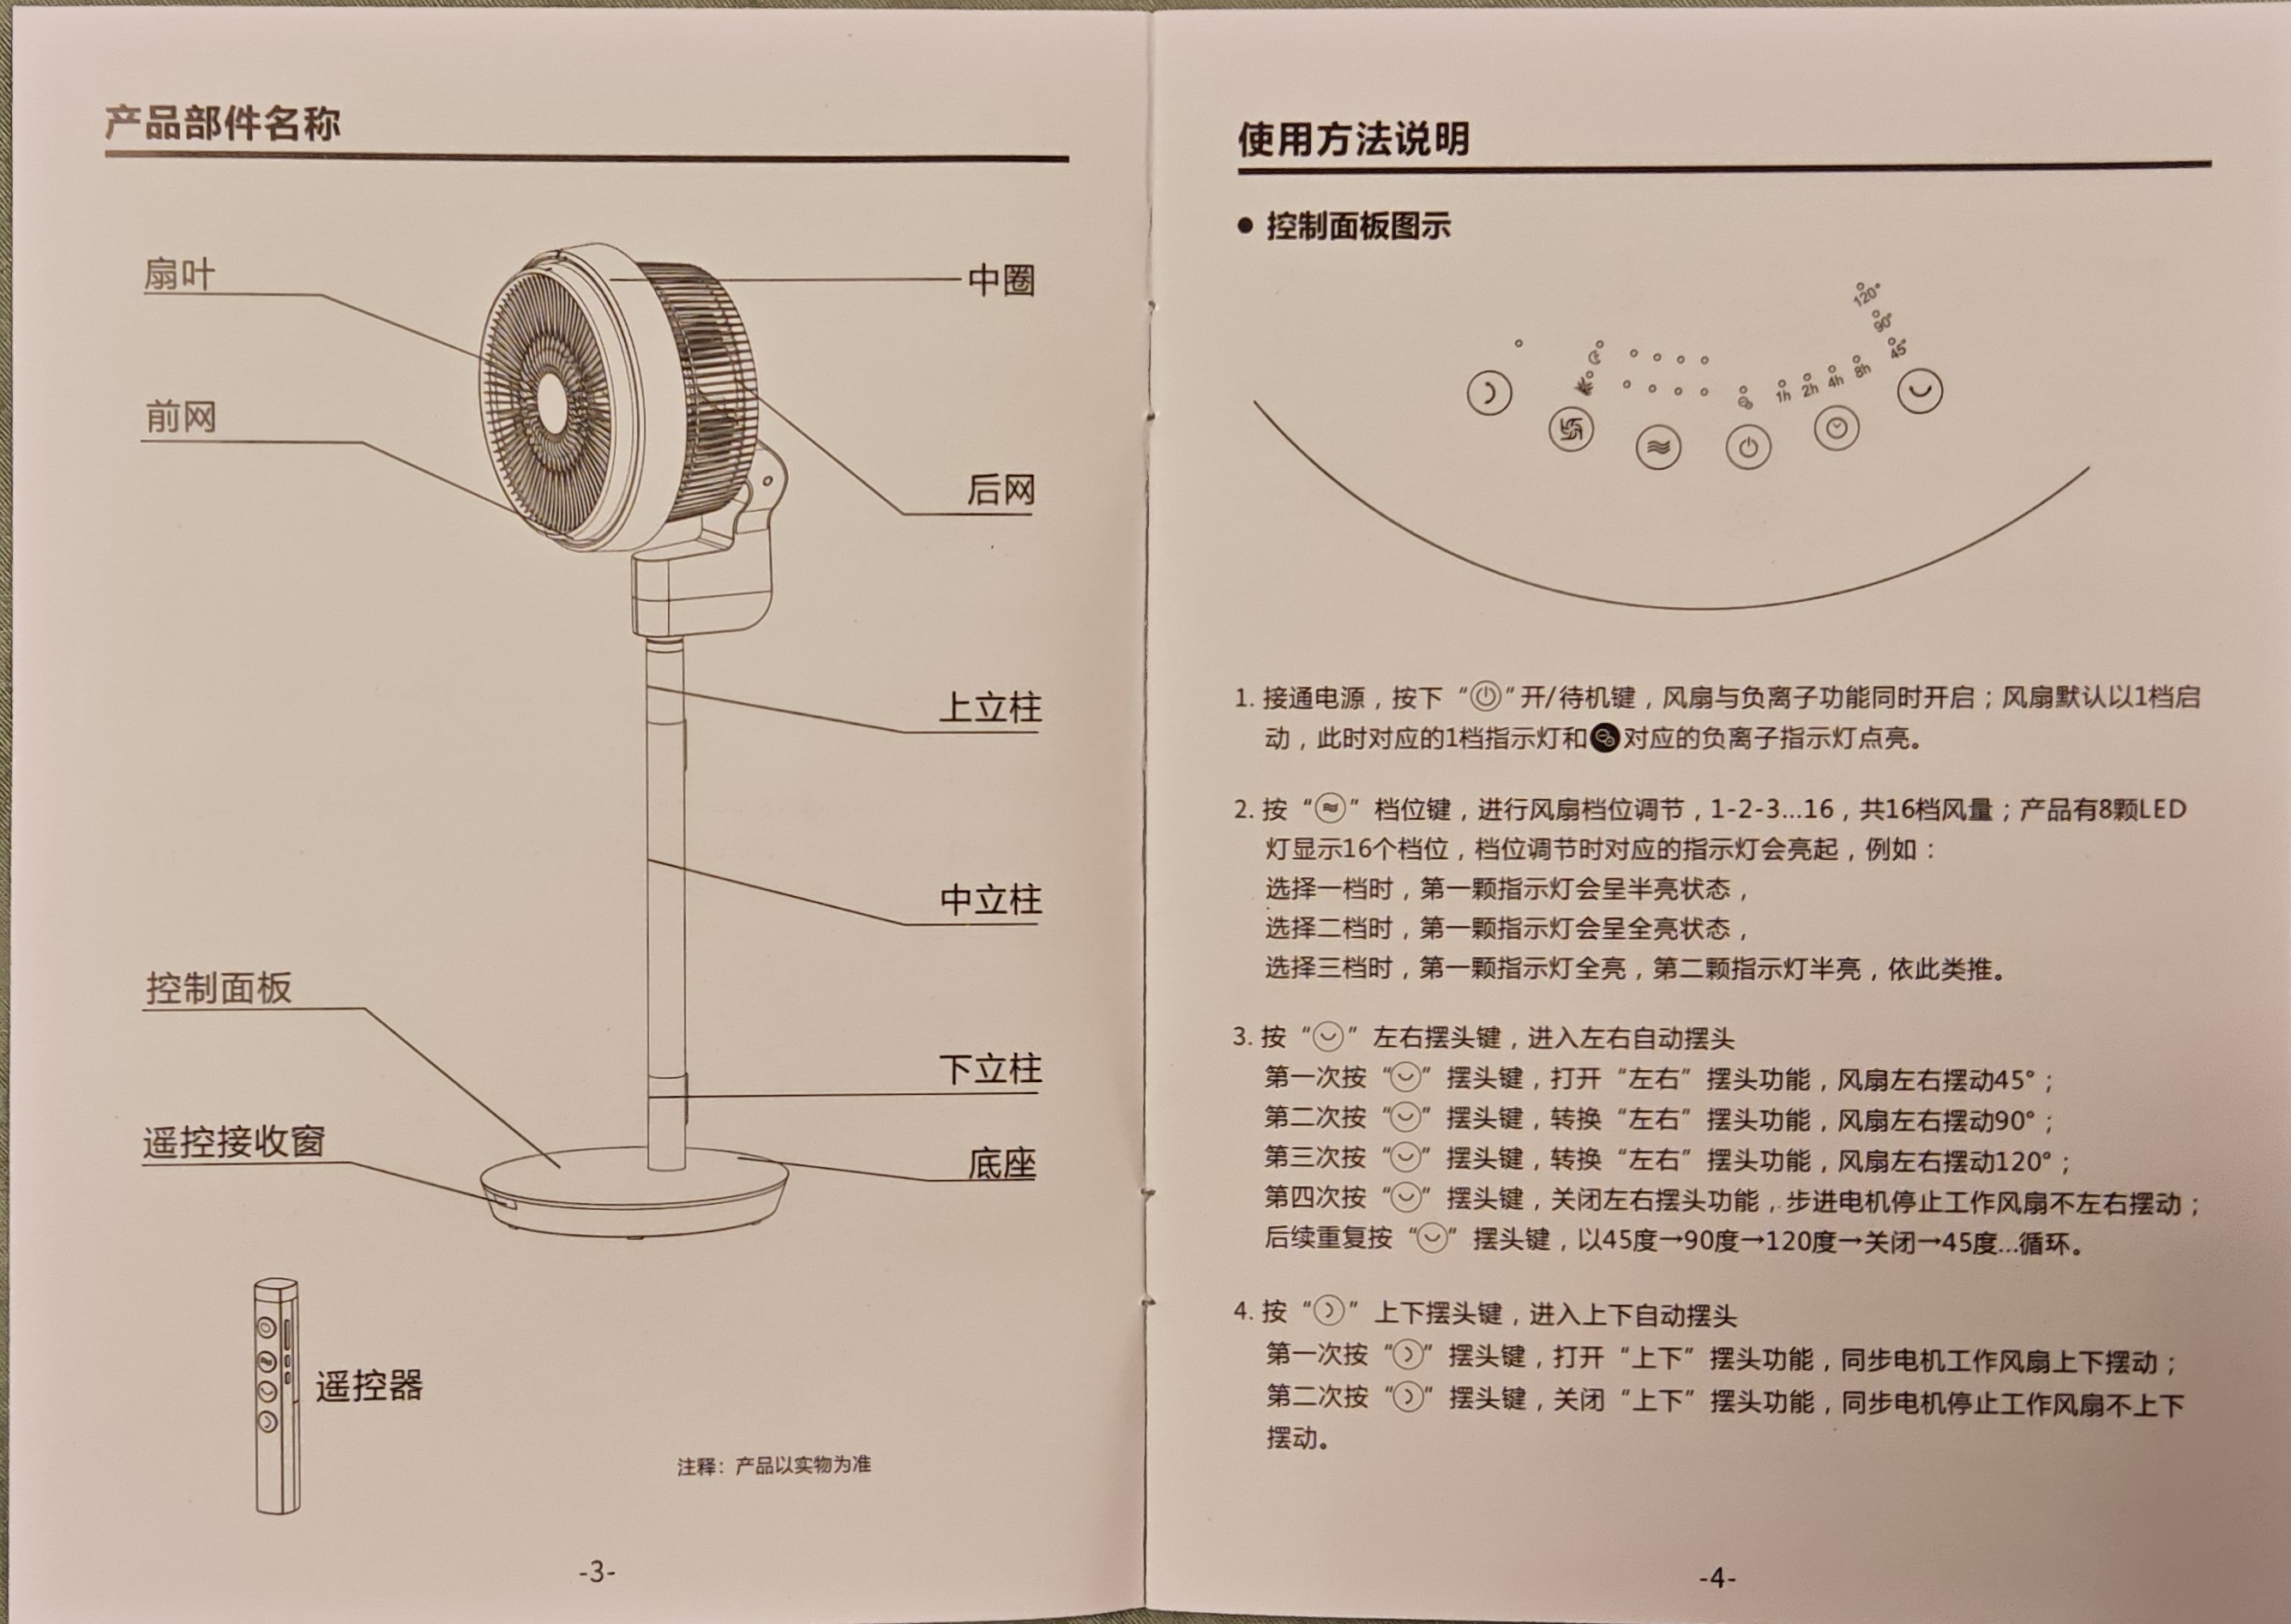 产品部件名称
扇叶
中圈
前网
后网
上立柱
中立柱
控制面板
下立柱
遥控接收窗
底座
遥控器
注释：产品以实物为准
-3-
使用方法说明
● 控制面板图示
120°
90°
45°
1h 2h 4h 8h
1. 接通电源，按下“”开/待机键，风扇与负离子功能同时开启；风扇默认以1档启
动，此时对应的1档指示灯和对应的负离子指示灯点亮。
2. 按“”档位键，进行风扇档位调节，1-2-3...16，共16档风量；产品有8颗LED
灯显示16个档位，档位调节时对应的指示灯会亮起，例如：
选择一档时，第一颗指示灯会呈半亮状态，
选择二档时，第一颗指示灯会呈全亮状态，
选择三档时，第一颗指示灯全亮，第二颗指示灯半亮，依此类推。
3. 按“”左右摆头键，进入左右自动摆头
第一次按“”摆头键，打开“左右”摆头功能，风扇左右摆动45°；
第二次按“”摆头键，转换“左右”摆头功能，风扇左右摆动90°；
第三次按“”摆头键，转换“左右”摆头功能，风扇左右摆动120°；
第四次按“”摆头键，关闭左右摆头功能，步进电机停止工作风扇不左右摆动；
后续重复按“”摆头键，以45度→90度→120度→关闭→45度...循环。
4. 按“”上下摆头键，进入上下自动摆头
第一次按“”摆头键，打开“上下”摆头功能，同步电机工作风扇上下摆动；
第二次按“”摆头键，关闭“上下”摆头功能，同步电机停止工作风扇不上下
摆动。
-4-